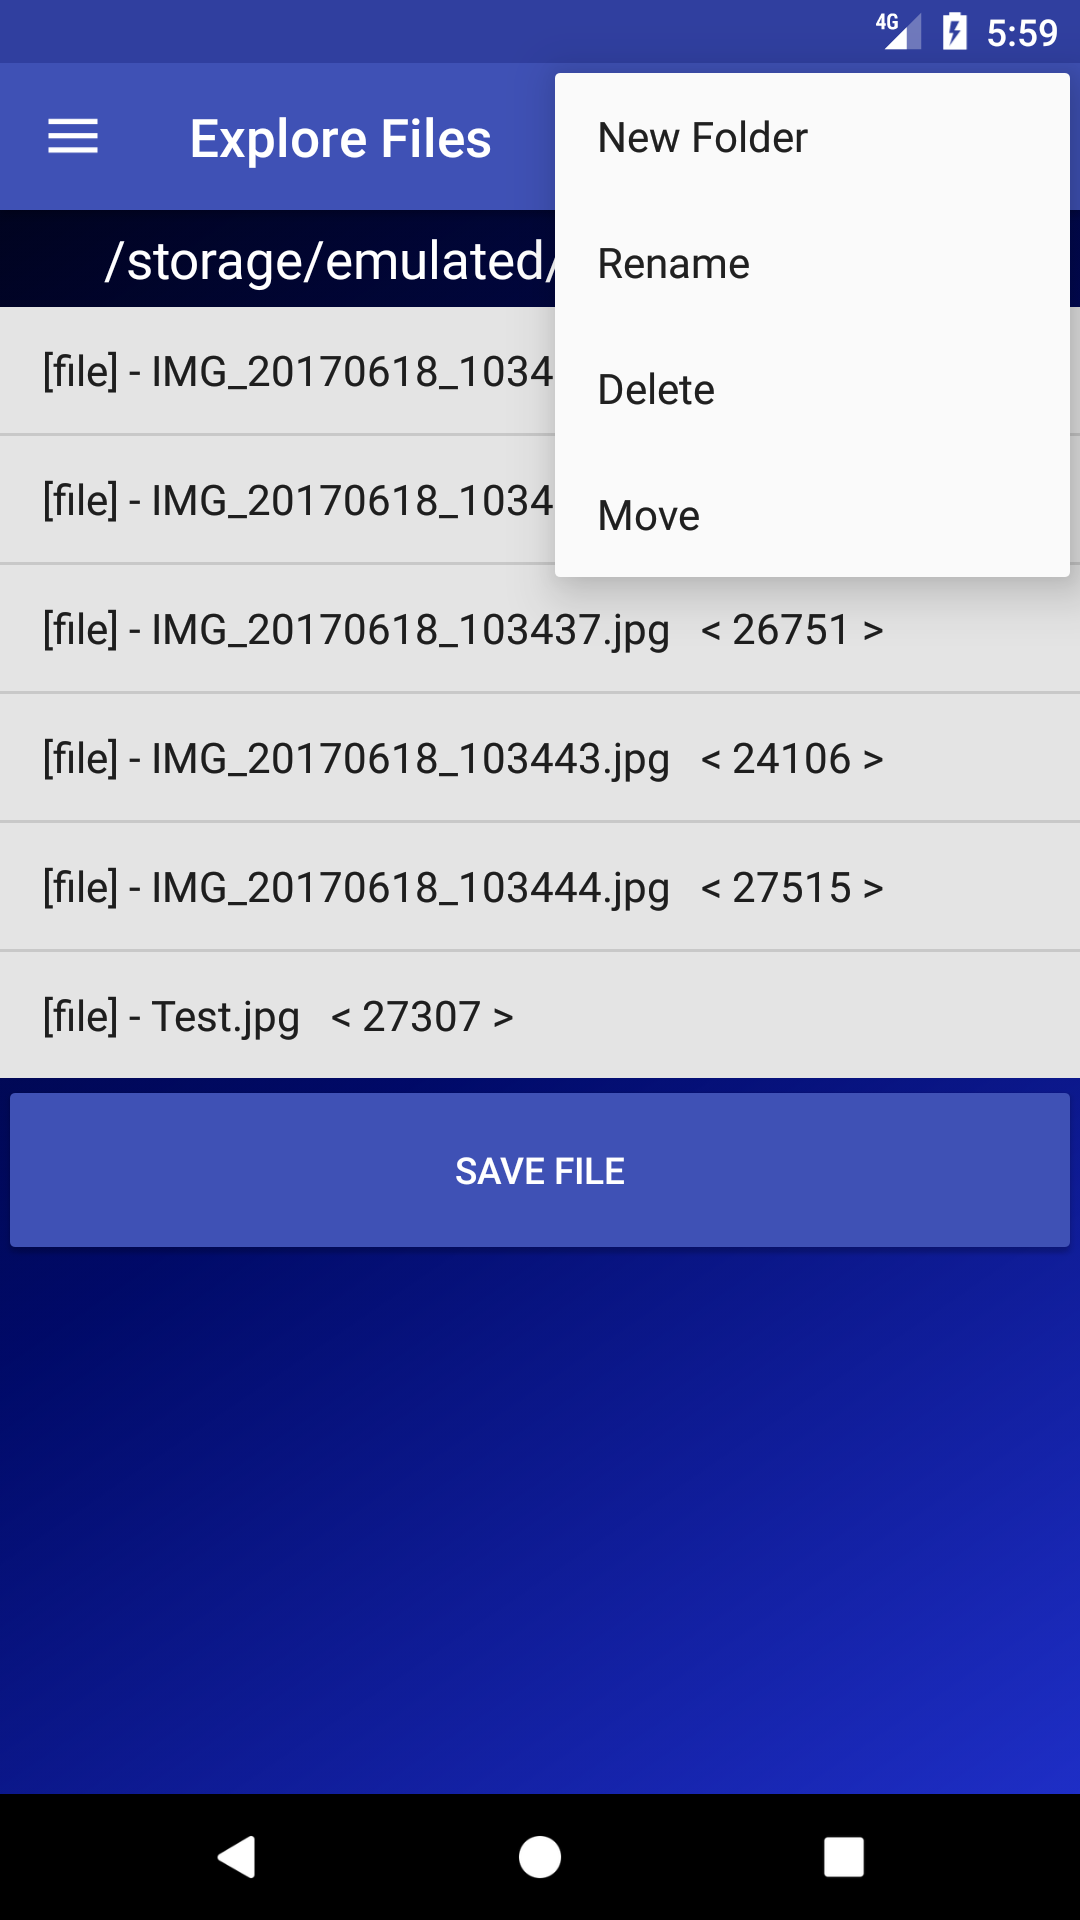 4G 5:59
Explore Files
New Folder
/storage/emulated/
Rename
[file] - IMG_20170618_1034
Delete
[file] - IMG_20170618_1034
Move
[file] - IMG_20170618_103437.jpg < 26751 >
[file] - IMG_20170618_103443.jpg < 24106 >
[file] - IMG_20170618_103444.jpg < 27515 >
[file] - Test.jpg < 27307 >
SAVE FILE